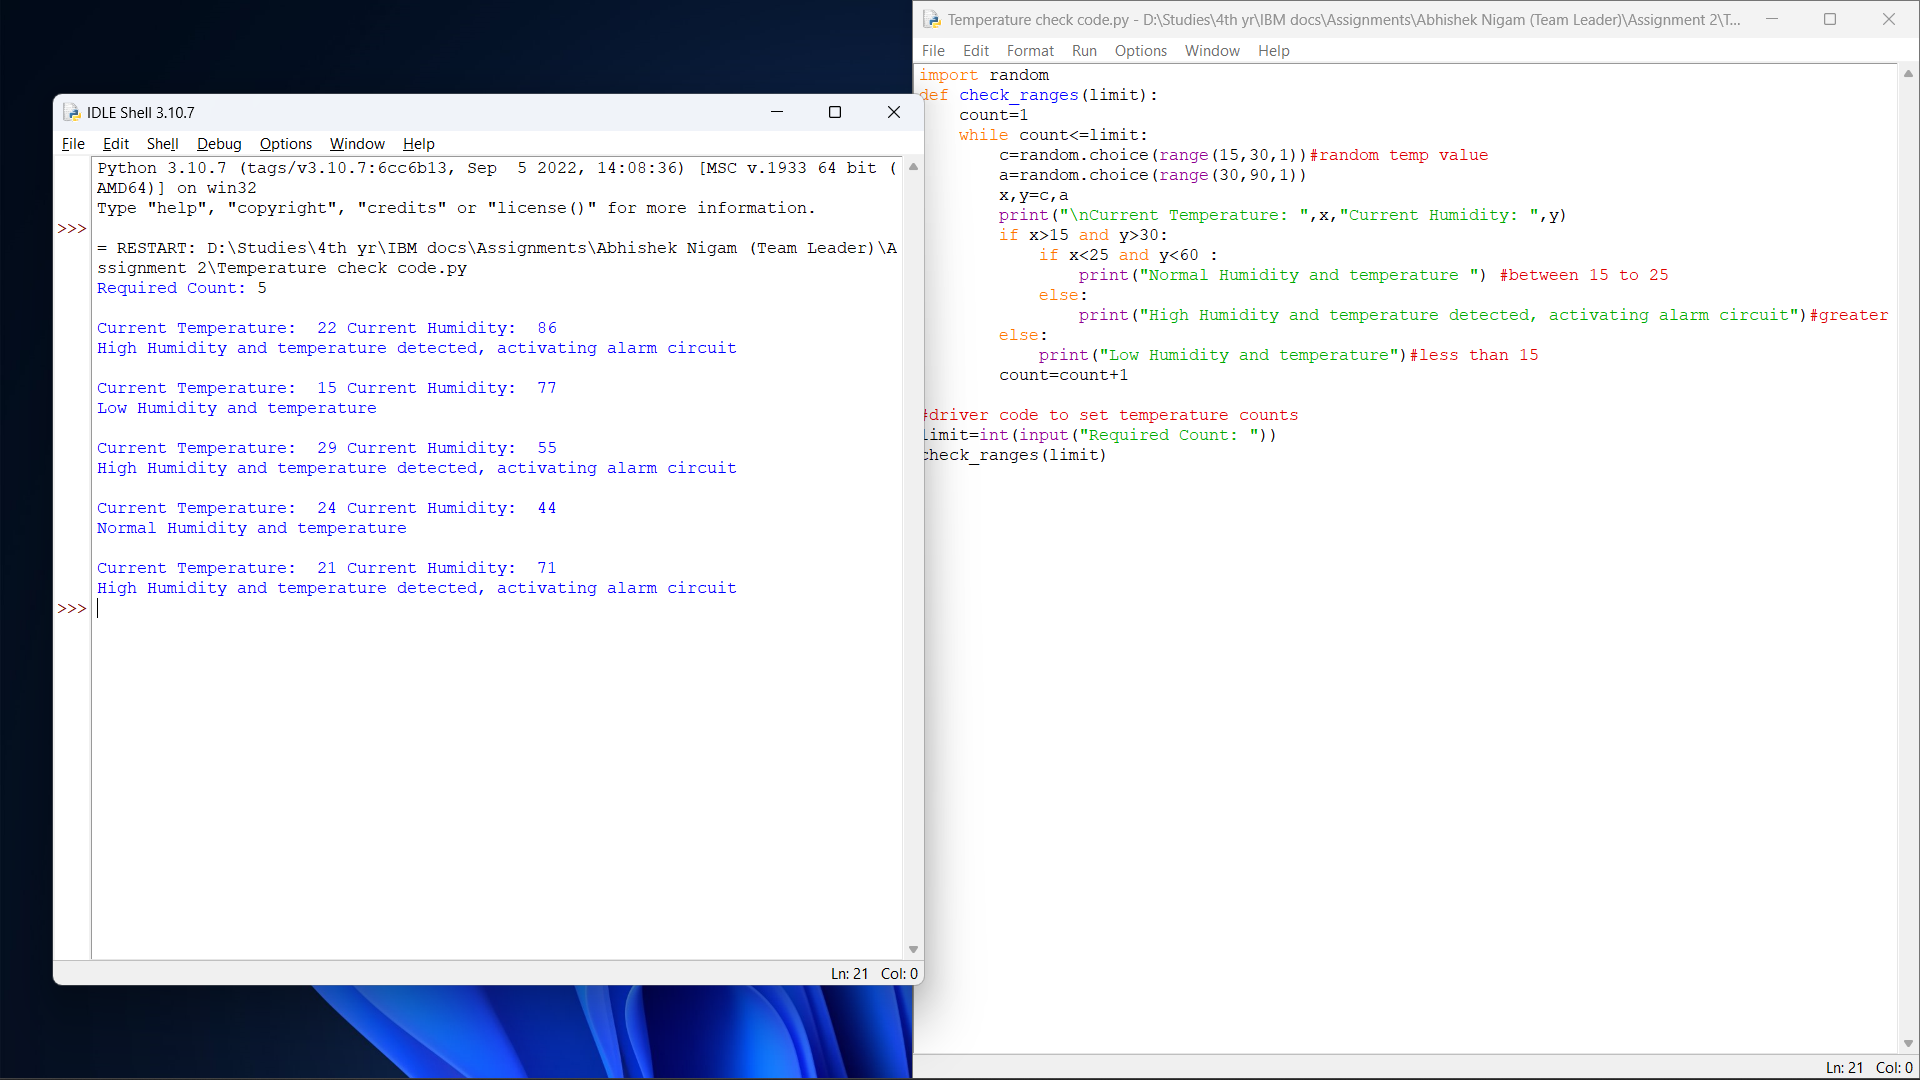 IDLE Shell 3.10.7
File Edit Shell Debug Options Window Help
Python 3.10.7 (tags/v3.10.7:6cc6b13, Sep  5 2022, 14:08:36) [MSC v.1933 64 bit (
AMD64)] on win32
Type "help", "copyright", "credits" or "license()" for more information.
>>>
= RESTART: D:\Studies\4th yr\IBM docs\Assignments\Abhishek Nigam (Team Leader)\A
ssignment 2\Temperature check code.py
Required Count: 5
Current Temperature:  22 Current Humidity:  86
High Humidity and temperature detected, activating alarm circuit
Current Temperature:  15 Current Humidity:  77
Low Humidity and temperature
Current Temperature:  29 Current Humidity:  55
High Humidity and temperature detected, activating alarm circuit
Current Temperature:  24 Current Humidity:  44
Normal Humidity and temperature
Current Temperature:  21 Current Humidity:  71
High Humidity and temperature detected, activating alarm circuit
>>>
Ln: 21 Col: 0
Temperature check code.py - D:\Studies\4th yr\IBM docs\Assignments\Abhishek Nigam (Team Leader)\Assignment 2\T...
File Edit Format Run Options Window Help
import random
def check_ranges(limit):
    count=1
    while count<=limit:
        c=random.choice(range(15,30,1))#random temp value
        a=random.choice(range(30,90,1))
        x,y=c,a
        print("\nCurrent Temperature: ",x,"Current Humidity: ",y)
        if x>15 and y>30:
            if x<25 and y<60 :
                print("Normal Humidity and temperature ") #between 15 to 25
            else:
                print("High Humidity and temperature detected, activating alarm circuit")#greater
        else:
            print("Low Humidity and temperature")#less than 15
        count=count+1
#driver code to set temperature counts
limit=int(input("Required Count: "))
check_ranges(limit)
Ln: 21 Col: 0